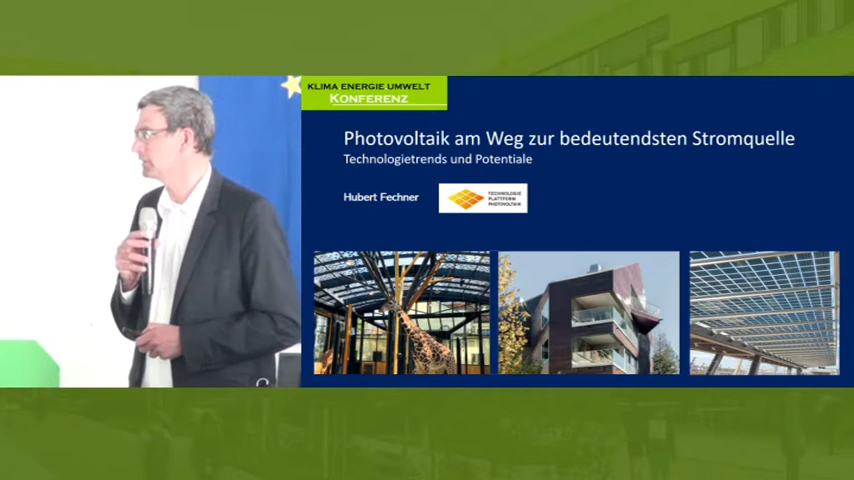 KLIMA ENERGIE UMWELT
KONFERENZ
Photovoltaik am Weg zur bedeutendsten Stromquelle
Technologietrends und Potentiale
Hubert Fechner
TECHNOLOGIE
PLATTFORM
PHOTOVOLTAIK